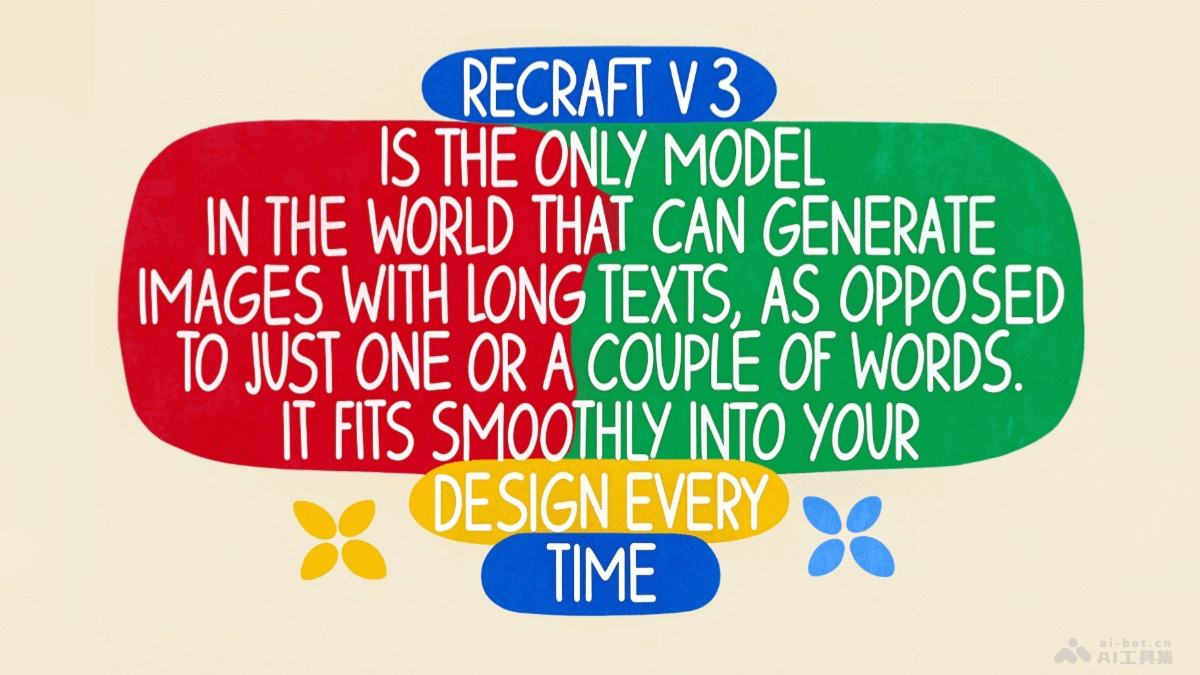 RECRAFT V 3
IS THE ONLY MODEL
IN THE WORLD THAT CAN GENERATE
IMAGES WITH LONG TEXTS, AS OPPOSED
TO JUST ONE OR A COUPLE OF WORDS.
IT FITS SMOOTHLY INTO YOUR
DESIGN EVERY
TIME
ai-bot.cn
AI工具集